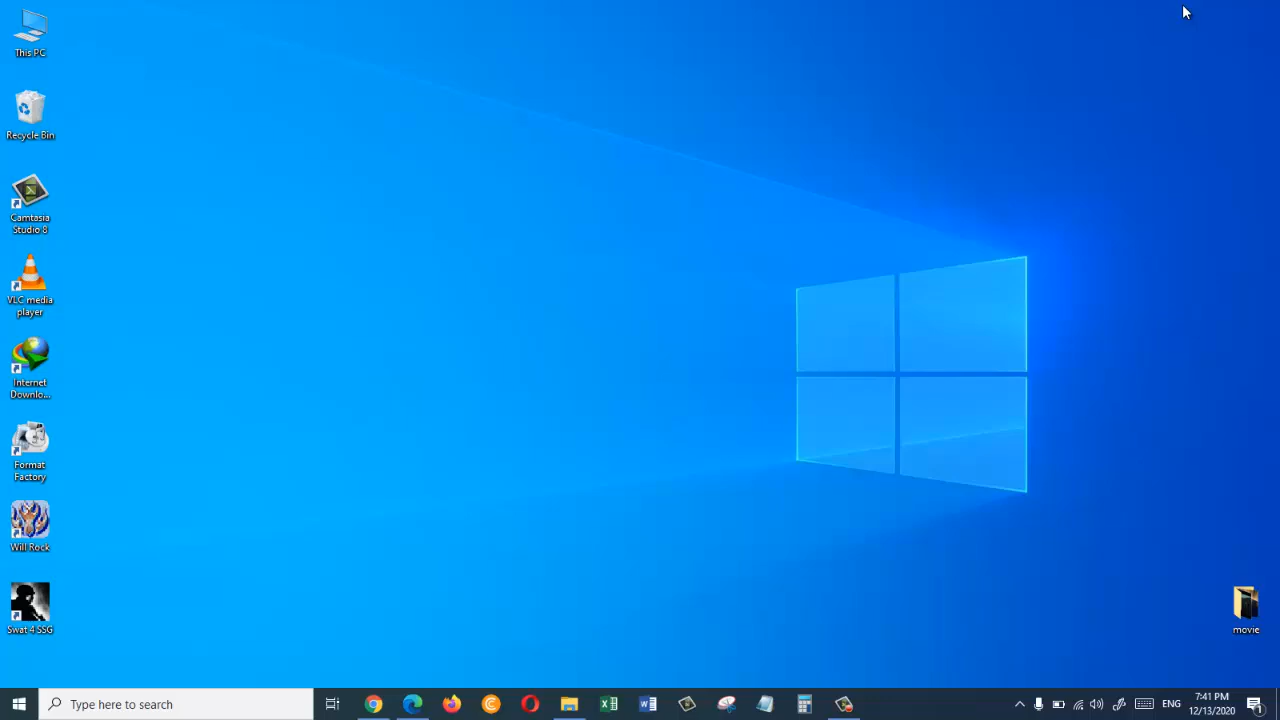 This PC
Recycle Bin
Camtasia
Studio 8
VLC media
player
Internet
Downlo...
Format
Factory
Will Rock
Swat 4 SSG
movie
Type here to search
ENG
7:41 PM
12/13/2020
1